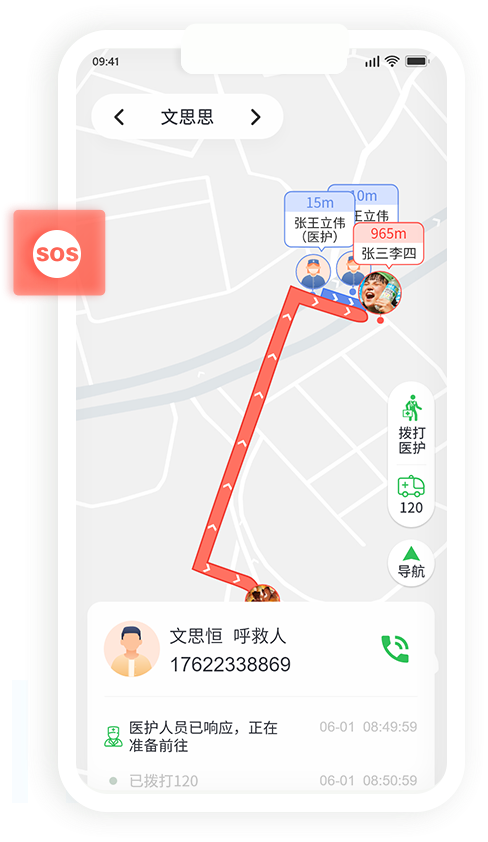 09:41
文思思
SOS
15m
10m
张王立伟
(医护)
王立伟
965m
张三李四
拨打
医护
120
导航
文思恒 呼救人
17622338869
医护人员已响应，正在
准备前往
06-01 08:49:59
已拨打120
06-01 08:50:59